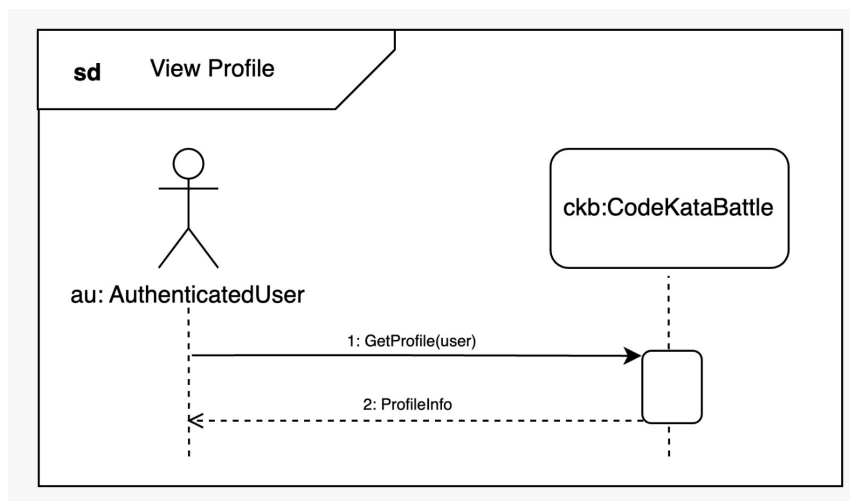 sd View Profile
ckb:CodeKataBattle
au: AuthenticatedUser
1: GetProfile(user)
2: ProfileInfo